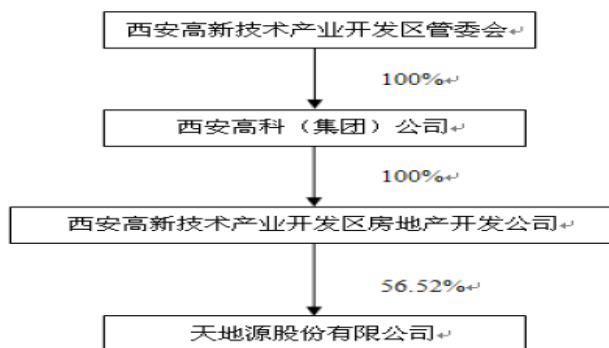 西安高新技术产业开发区管委会
100%
西安高科（集团）公司
100%
西安高新技术产业开发区房地产开发公司
56.52%
天地源股份有限公司